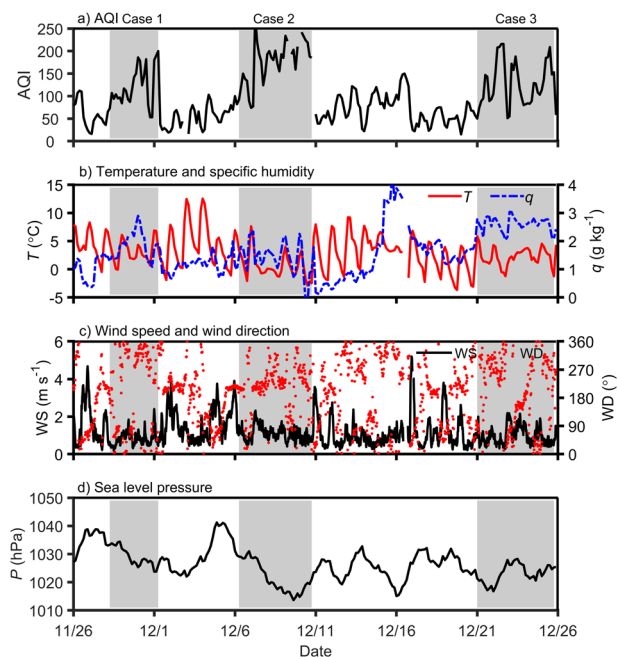 a) AQI Case 1 Case 2 Case 3
250
200
150
100
50
0
AQI
b) Temperature and specific humidity
15
10
5
0
-5
T (°C)
T q
4
3
2
1
0
q (g kg-1)
c) Wind speed and wind direction
6
4
2
0
WS (m s-1)
WS WD
360
270
180
90
0
WD (°)
d) Sea level pressure
1050
1040
1030
1020
1010
P (hPa)
11/26 12/1 12/6 12/11 12/16 12/21 12/26
Date